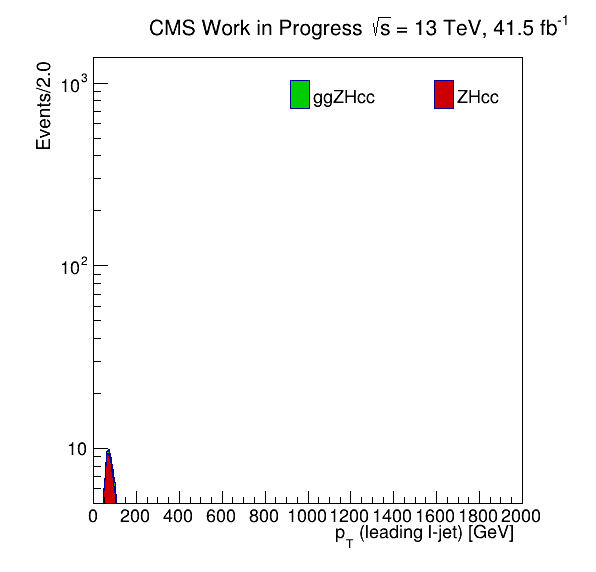 CMS Work in Progress √s = 13 TeV, 41.5 fb⁻¹
Events/2.0
10³
ggZHcc
ZHcc
10²
10
0 200 400 600 800 1000 1200 1400 1600 1800 2000
p_T (leading l-jet) [GeV]